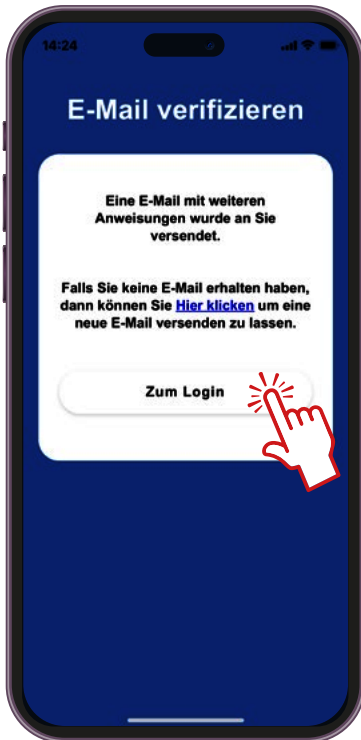 14:24
E-Mail verifizieren
Eine E-Mail mit weiteren
Anweisungen wurde an Sie
versendet.
Falls Sie keine E-Mail erhalten haben,
dann können Sie Hier klicken um eine
neue E-Mail versenden zu lassen.
Zum Login